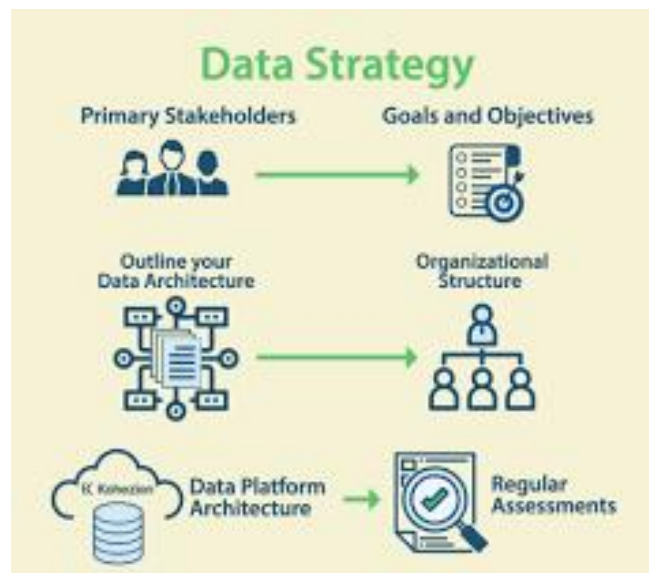 Data Strategy
Primary Stakeholders
Goals and Objectives
Outline your
Data Architecture
Organizational
Structure
EC Kohezion
Data Platform
Architecture
Regular
Assessments